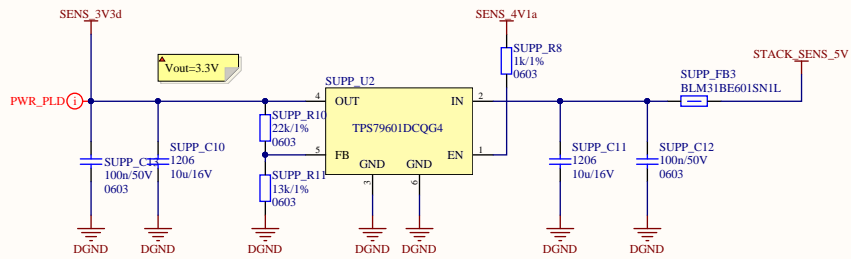 SENS_3V3d
SENS_4V1a
STACK_SENS_5V
Vout=3.3V
SUPP_R8
1k/1%
0603
SUPP_FB3
BLM31BE601SN1L
SUPP_U2
PWR_PLD
i
4
OUT
IN
2
TPS79601DCQG4
SUPP_R10
22k/1%
0603
5
FB
EN
1
GND
GND
3
6
SUPP_R11
13k/1%
0603
SUPP_C13
100n/50V
0603
SUPP_C10
1206
10u/16V
SUPP_C11
1206
10u/16V
SUPP_C12
100n/50V
0603
DGND
DGND
DGND
DGND
DGND
DGND
DGND